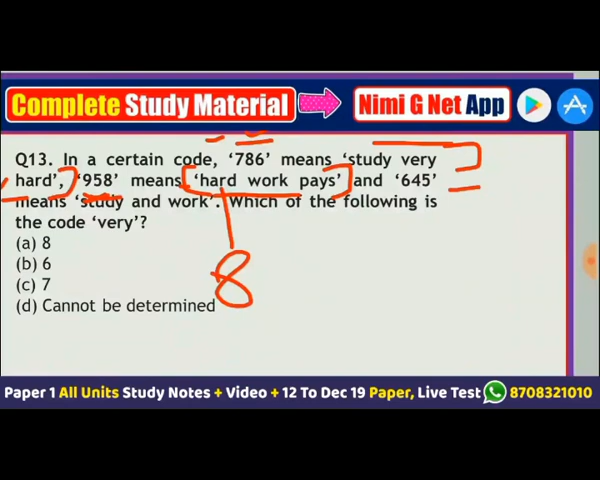 Complete Study Material
Nimi G Net App
Q13. In a certain code, '786' means 'study very
hard', '958' means 'hard work pays' and '645'
means 'study and work'. Which of the following is
the code 'very'?
(a) 8
(b) 6
(c) 7
(d) Cannot be determined
8
Paper 1 All Units Study Notes + Video + 12 To Dec 19 Paper, Live Test 8708321010